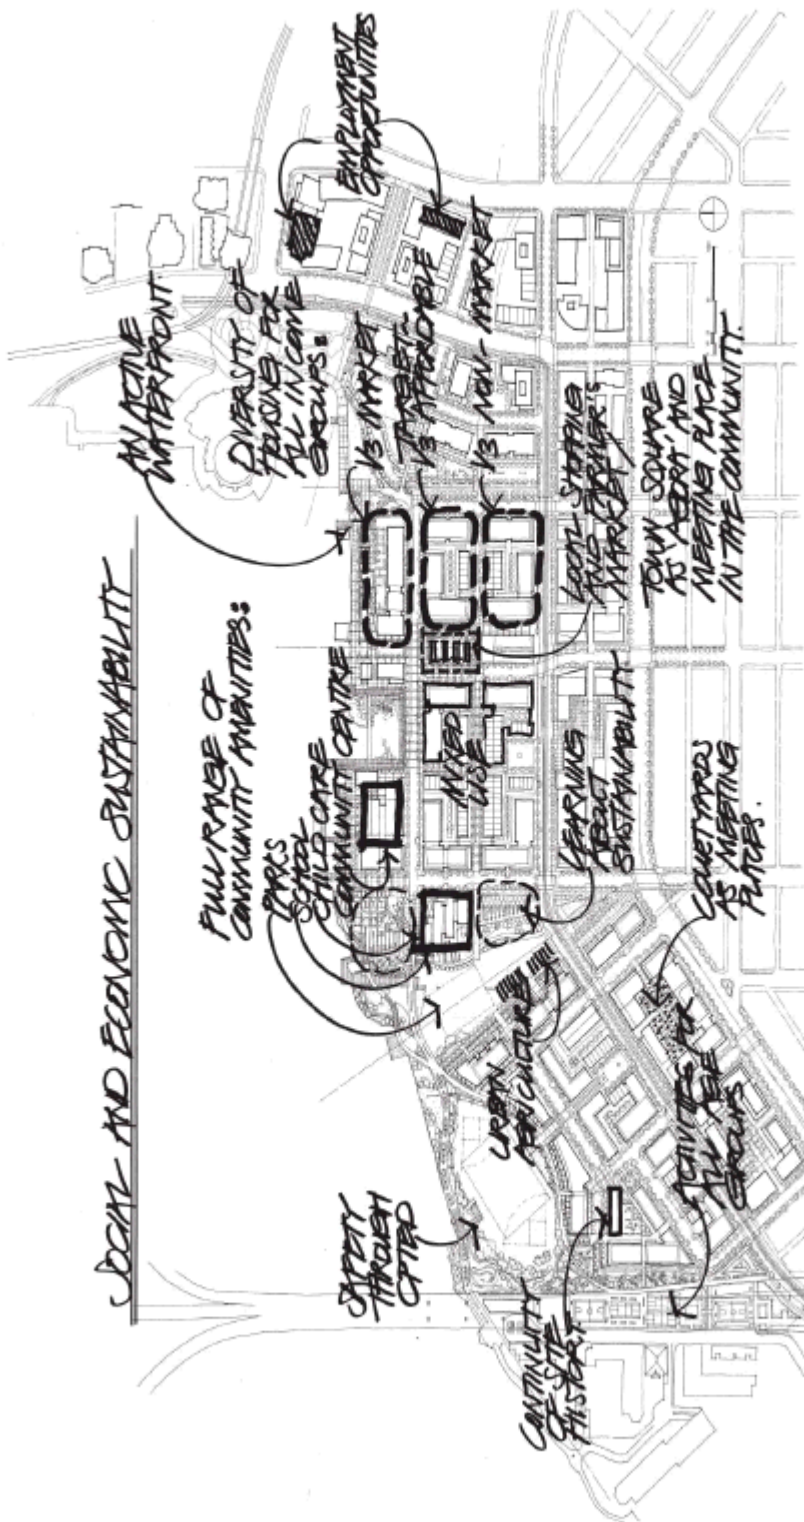 SOCIAL AND ECONOMIC SUSTAINABILITY
SAFETY
THROUGH
CPTED
FULL RANGE OF
COMMUNITY AMENITIES:
PARKS
SCHOOL
CHILD CARE
COMMUNITY CENTRE
AN ACTIVE
WATERFRONT
DIVERSITY OF
HOUSING FOR
ALL INCOME
GROUPS:
1/3 MARKET
TARGET~
1/3 AFFORDABLE
1/3 NON-MARKET
EMPLOYMENT
OPPORTUNITIES
CONTINUITY
OF SITE
HISTORY.
URBAN
AGRICULTURE
MIXED
USE
LEARNING
ABOUT
SUSTAINABILITY
LOCAL SHOPPING
AND FARMER'S
MARKET
ACTIVITIES FOR
ALL AGE
GROUPS
COURTYARDS
AS MEETING
PLACES.
TOWN SQUARE
AS 'AGORA' AND
MEETING PLACE
IN THE COMMUNITY.